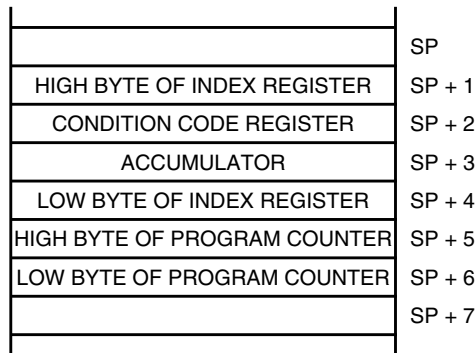 SP
HIGH BYTE OF INDEX REGISTER SP + 1
CONDITION CODE REGISTER SP + 2
ACCUMULATOR SP + 3
LOW BYTE OF INDEX REGISTER SP + 4
HIGH BYTE OF PROGRAM COUNTER SP + 5
LOW BYTE OF PROGRAM COUNTER SP + 6
SP + 7